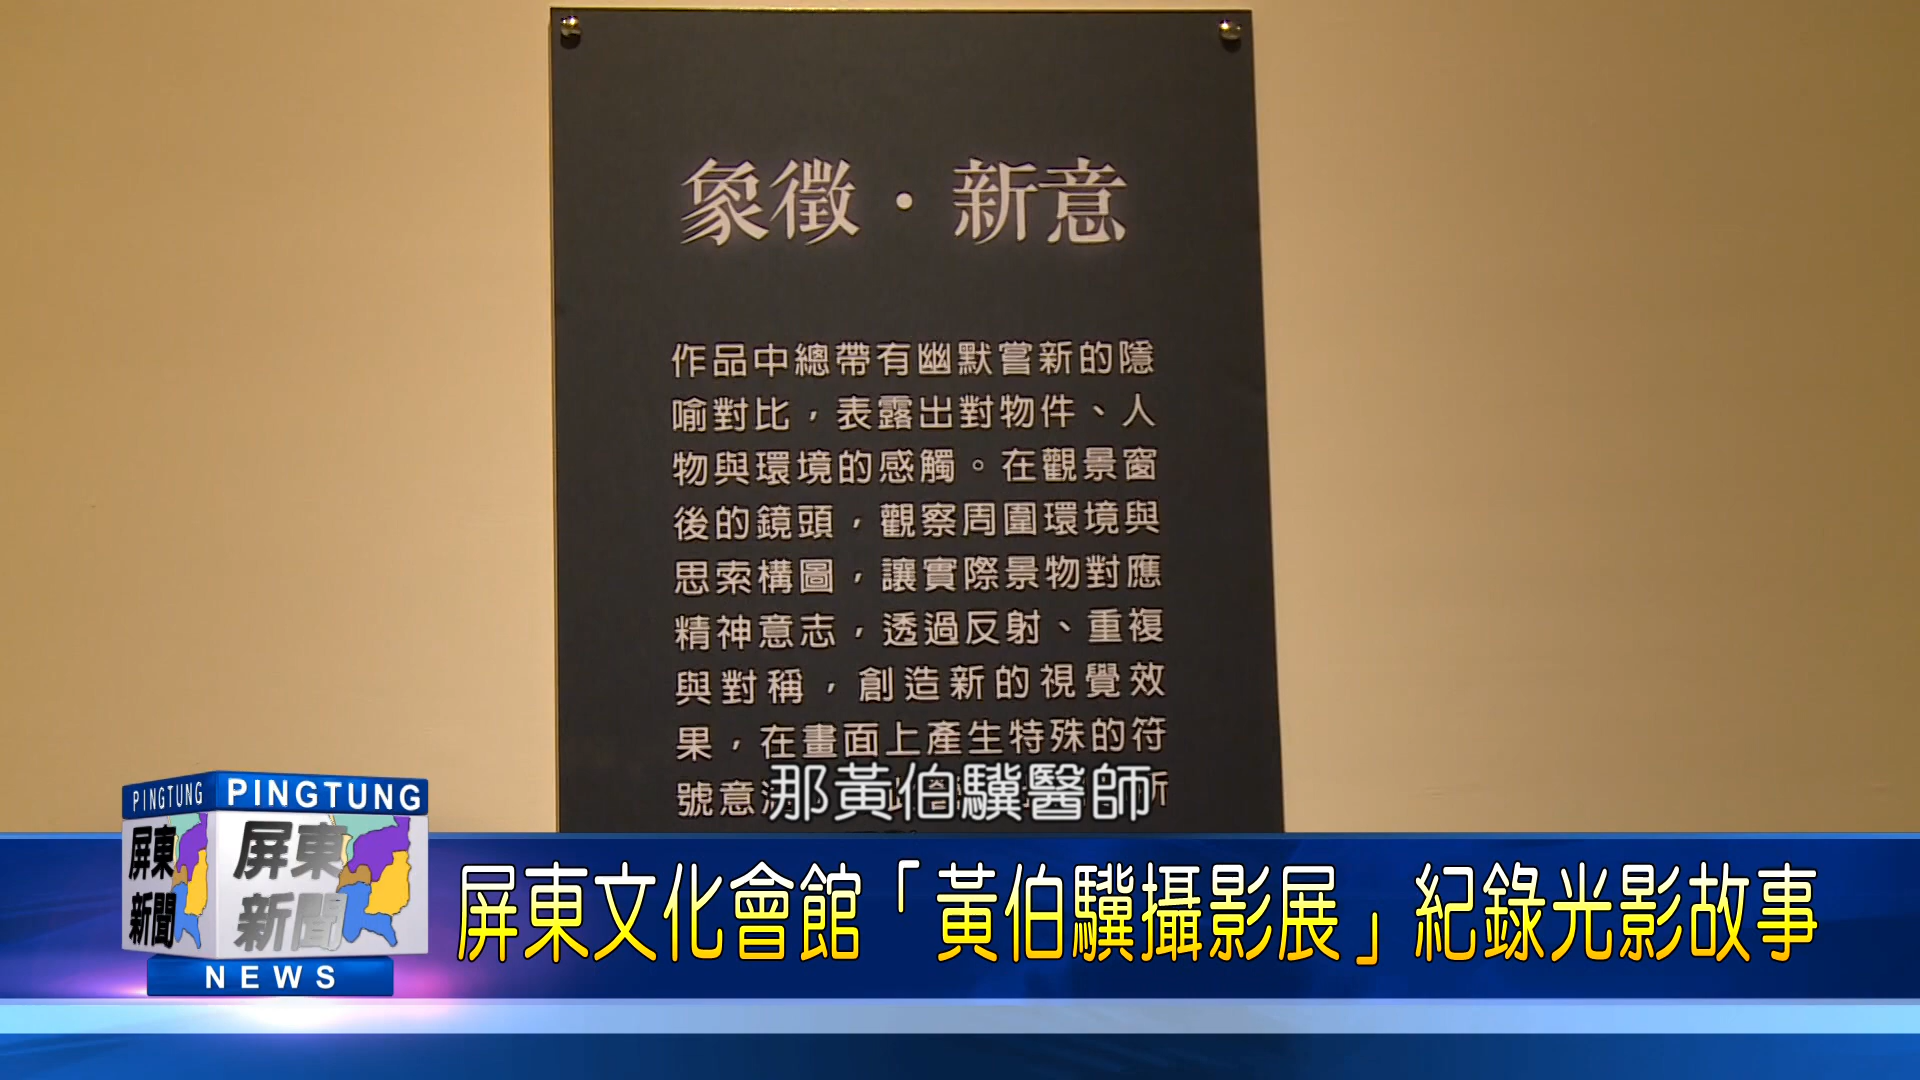 象徵·新意
作品中總帶有幽默嘗新的隱
喻對比，表露出對物件、人
物與環境的感觸。在觀景窗
後的鏡頭，觀察周圍環境與
思索構圖，讓實際景物對應
精神意志，透過反射、重複
與對稱，創造新的視覺效
果，在畫面上產生特殊的符
號意
那黃伯驥醫師
PINGTUNG
PINGTUNG
屏東
新聞
屏東
新聞
NEWS
屏東文化會館「黃伯驥攝影展」紀錄光影故事